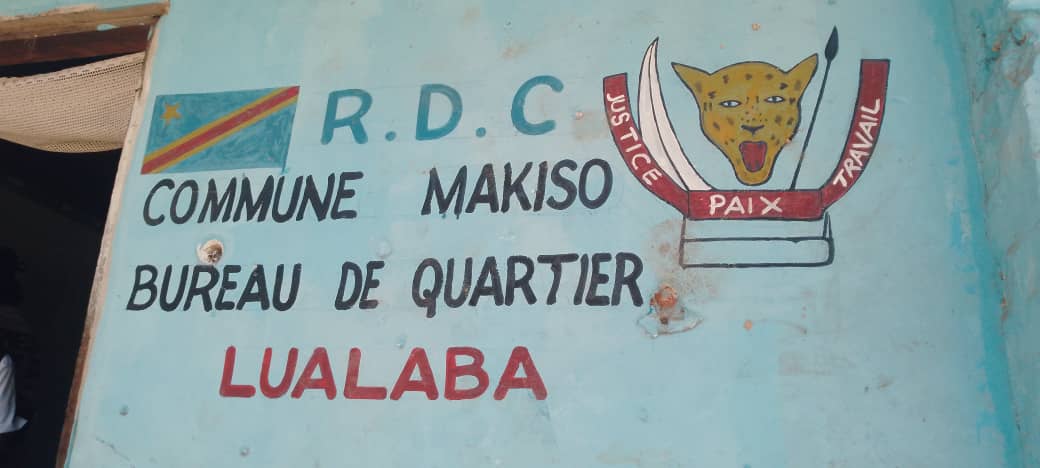 R.D.C
COMMUNE MAKISO
BUREAU DE QUARTIER
LUALABA
JUSTICE
PAIX
TRAVAIL